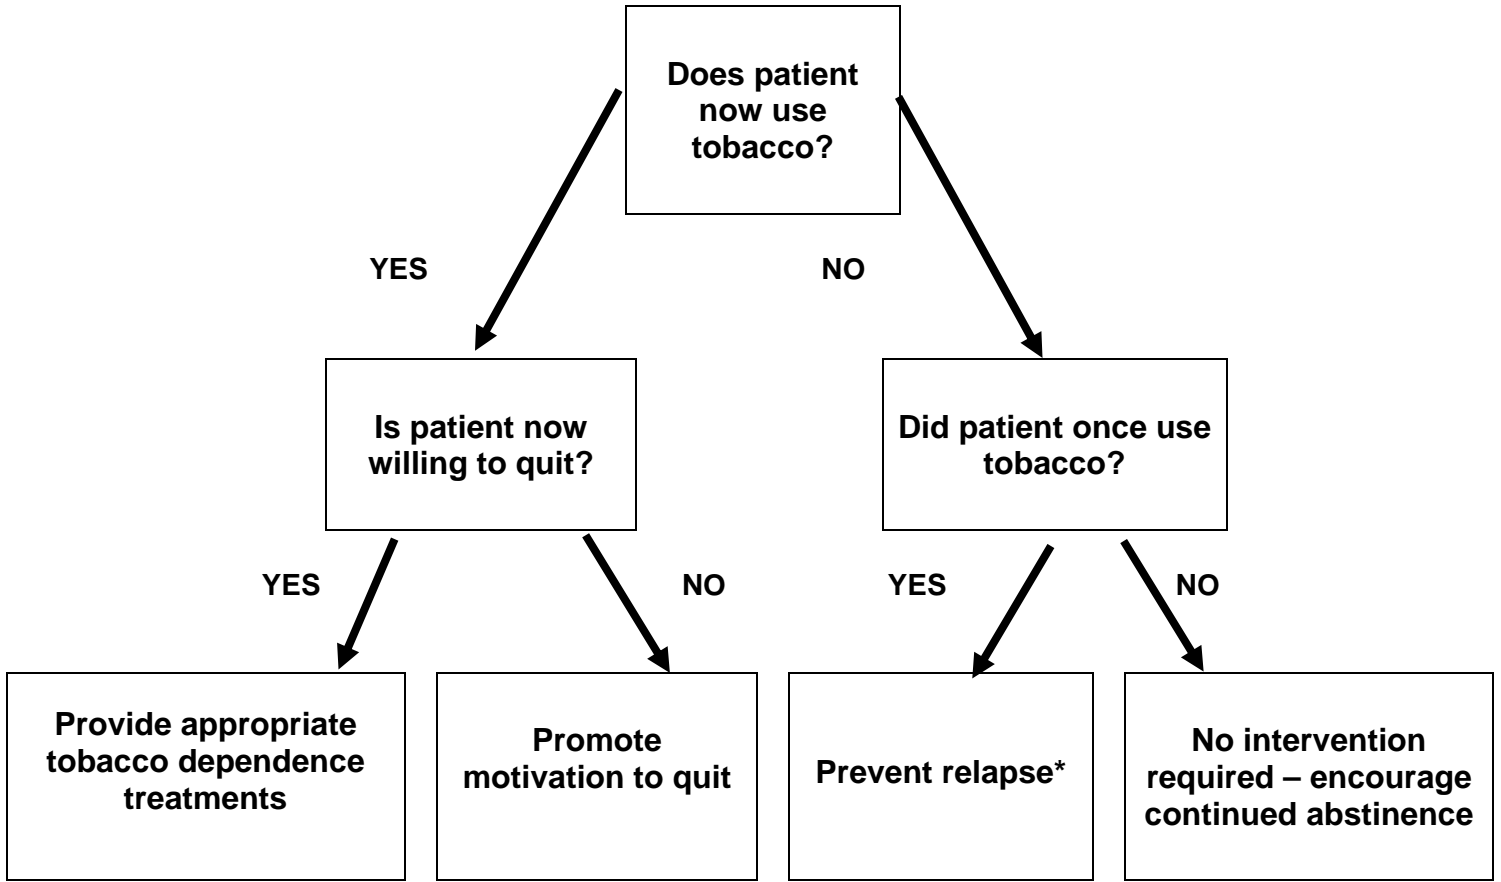 Does patient
now use
tobacco?
YES
NO
Is patient now
willing to quit?
Did patient once use
tobacco?
YES
NO
YES
NO
Provide appropriate
tobacco dependence
treatments
Promote
motivation to quit
Prevent relapse*
No intervention
required – encourage
continued abstinence